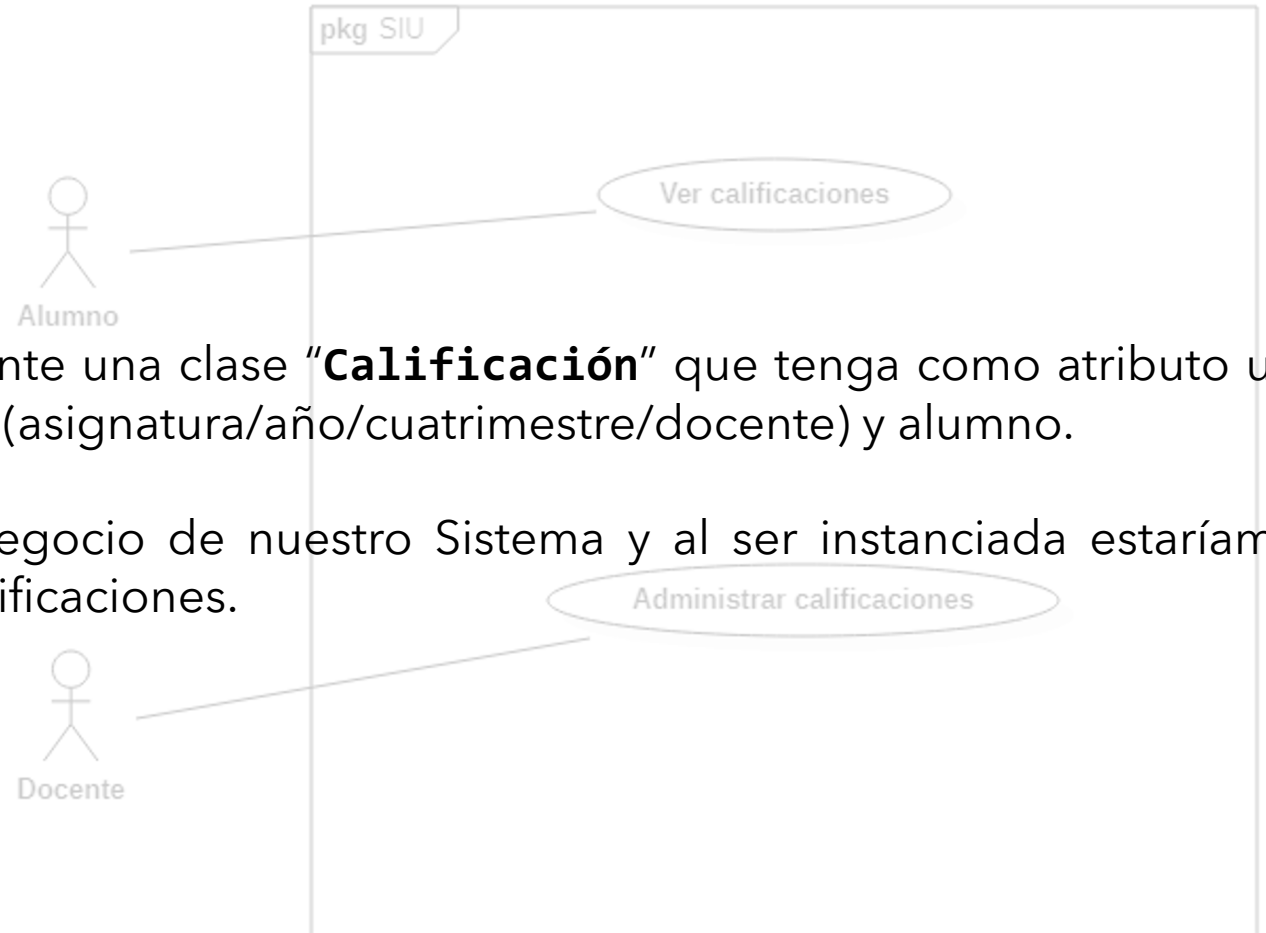 pkg SIU
Ver calificaciones
Alumno
nte una clase “Calificación” que tenga como atributo u
(asignatura/año/cuatrimestre/docente) y alumno.
egocio de nuestro Sistema y al ser instanciada estaríam
ificaciones.
Administrar calificaciones
Docente